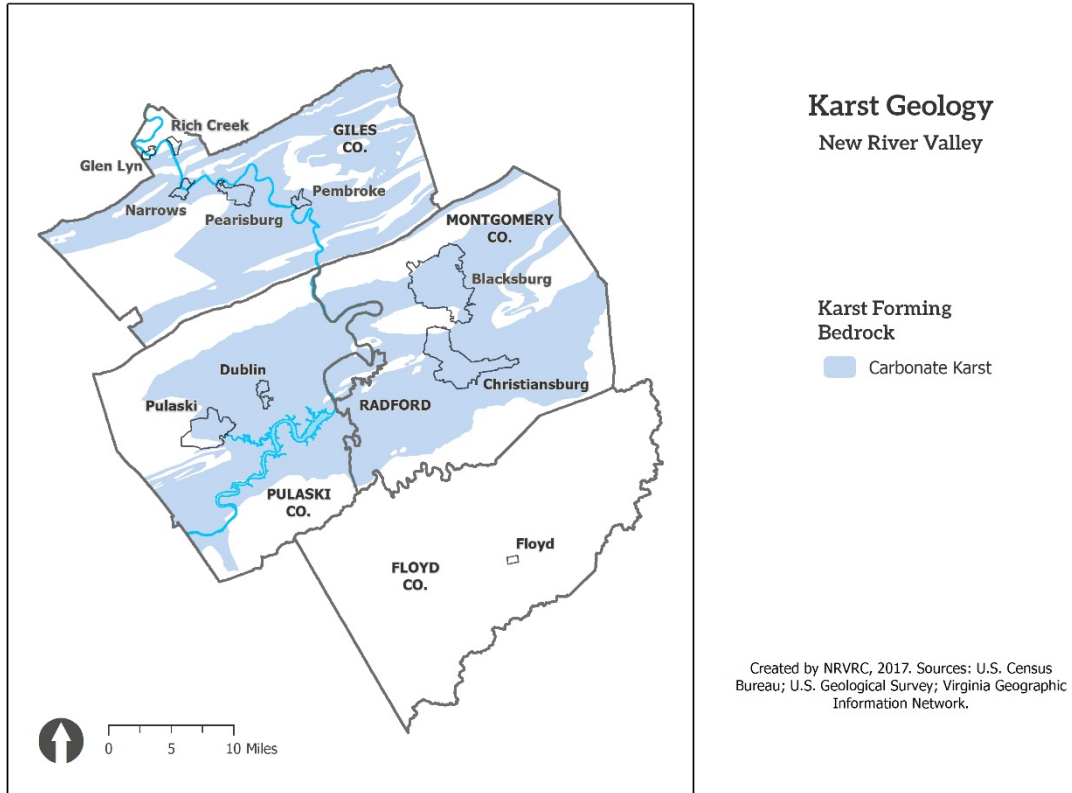 Karst Geology
New River Valley
Rich Creek
GILES
CO.
Glen Lyn
Pembroke
Narrows
Pearisburg
MONTGOMERY
CO.
Blacksburg
Karst Forming
Bedrock
Carbonate Karst
Dublin
Christiansburg
Pulaski
RADFORD
PULASKI
CO.
Floyd
FLOYD
CO.
Created by NRVRC, 2017. Sources: U.S. Census
Bureau; U.S. Geological Survey; Virginia Geographic
Information Network.
0 5 10 Miles